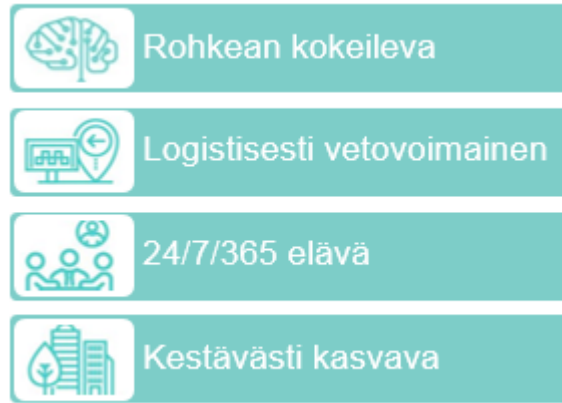 Rohkean kokeileva
Logistisesti vetovoimainen
24/7/365 elävä
Kestävästi kasvava